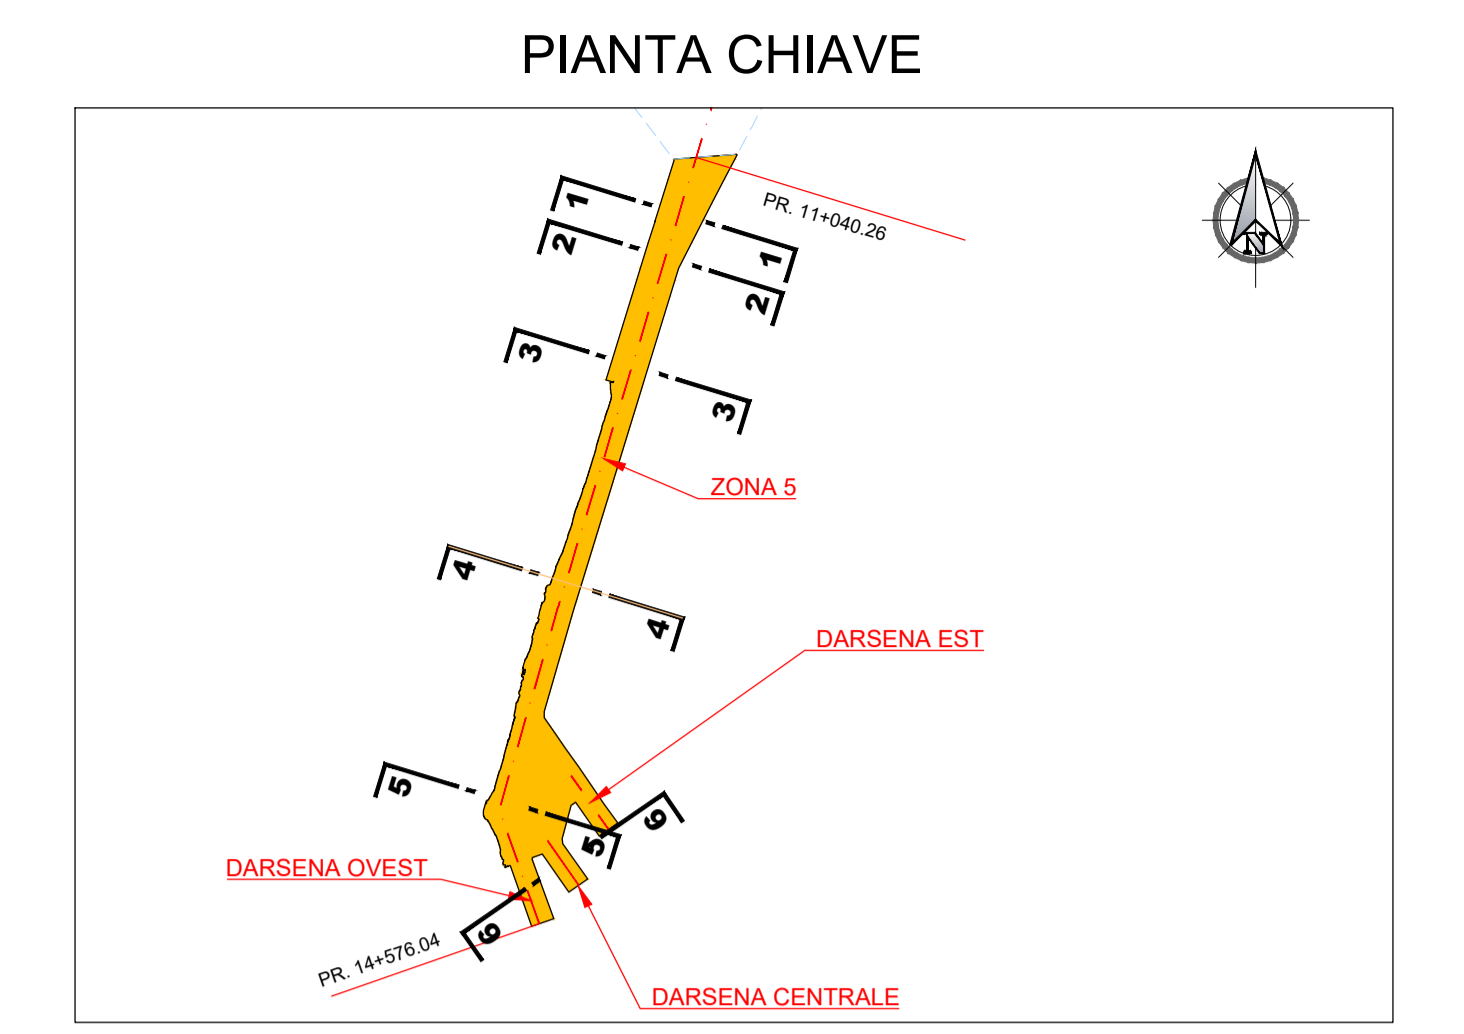 PIANTA CHIAVE
1
PR. 11+040.26
N
2
1
2
3
3
ZONA 5
4
4
DARSENA EST
5
6
5
DARSENA OVEST
6
PR. 14+576.04
DARSENA CENTRALE